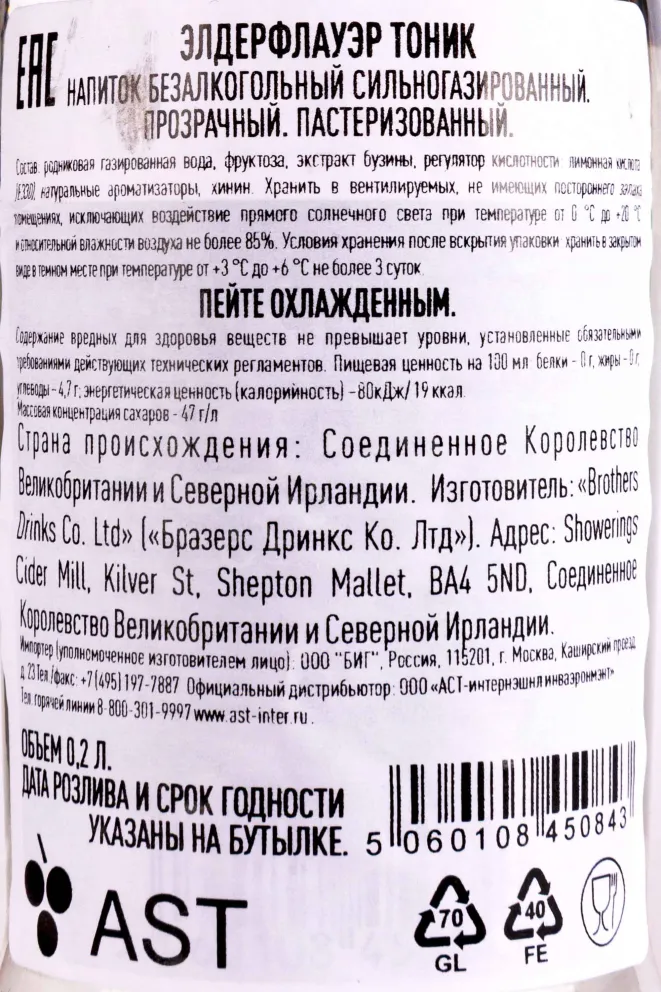 ЭЛДЕРФЛАУЭР ТОНИК
EAC НАПИТОК БЕЗАЛКОГОЛЬНЫЙ СИЛЬНОГАЗИРОВАННЫЙ.
ПРОЗРАЧНЫЙ. ПАСТЕРИЗОВАННЫЙ.
Состав: родниковая газированная вода, фруктоза, экстракт бузины, регулятор кислотности лимонная кислота
(Е330), натуральные ароматизаторы, хинин. Хранить в вентилируемых, не имеющих постороннего запаха
помещениях, исключающих воздействие прямого солнечного света при температуре от 6 °С до +20 °С
и относительной влажности воздуха не более 85%. Условия хранения после вскрытия упаковки: хранить в закрытом
виде в темном месте при температуре от +3 °С до +6 °С не более 3 суток.
ПЕЙТЕ ОХЛАЖДЕННЫМ.
Содержание вредных для здоровья веществ не превышает уровни, установленные обязательными
требованиями действующих технических регламентов. Пищевая ценность на 100 мл белки - 0 г, жиры - 0 г,
углеводы - 4,7 г; энергетическая ценность (калорийность) - 80кДж/ 19 ккал.
Массовая концентрация сахаров - 47 г/л
Страна происхождения: Соединенное Королевство
Великобритании и Северной Ирландии. Изготовитель: «Brothers
Drinks Co. Ltd» («Бразерс Дринкс Ко. Лтд»). Адрес: Showerings
Cider Mill, Kilver St, Shepton Mallet, BA4 5ND, Соединенное
Королевство Великобритании и Северной Ирландии.
Импортер (уполномоченное изготовителем лицо): ООО "БИГ", Россия, 115201, г. Москва, Каширский проезд,
д. 23 Тел./факс: +7 (495) 197-7887 Официальный дистрибьютор: ООО «АСТ-интернэшнл инваэронмэнт»
Тел. горячей линии 8-800-301-9997 www.ast-inter.ru.
ОБЪЕМ 0,2 Л.
ДАТА РОЗЛИВА И СРОК ГОДНОСТИ
УКАЗАНЫ НА БУТЫЛКЕ.
5 060108 450843
AST
70
GL
40
FE